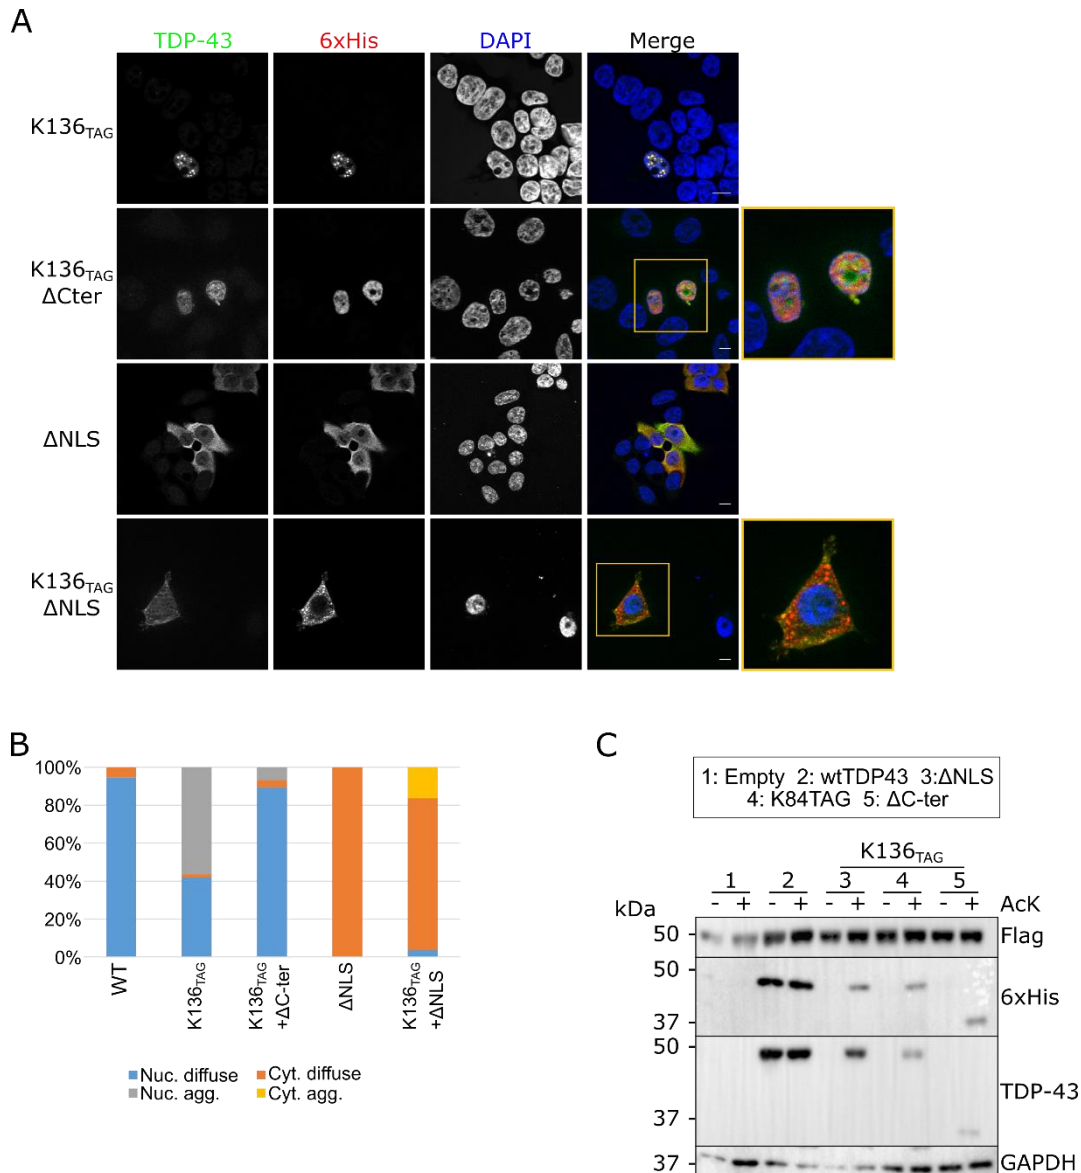 A
TDP-43 6xHis DAPI Merge
K136TAG
K136TAG
ΔCter
ΔNLS
K136TAG
ΔNLS
B
100%
80%
60%
40%
20%
0%
WT
K136TAG
K136TAG
+ΔC-ter
ΔNLS
K136TAG
+ΔNLS
Nuc. diffuse Cyt. diffuse
Nuc. agg. Cyt. agg.
C
1: Empty 2: wtTDP43 3:ΔNLS
4: K84TAG 5: ΔC-ter
K136TAG
1 2 3 4 5
kDa - + - + - + - + - + AcK
50 Flag
50
6xHis
37
50
TDP-43
37
37 GAPDH